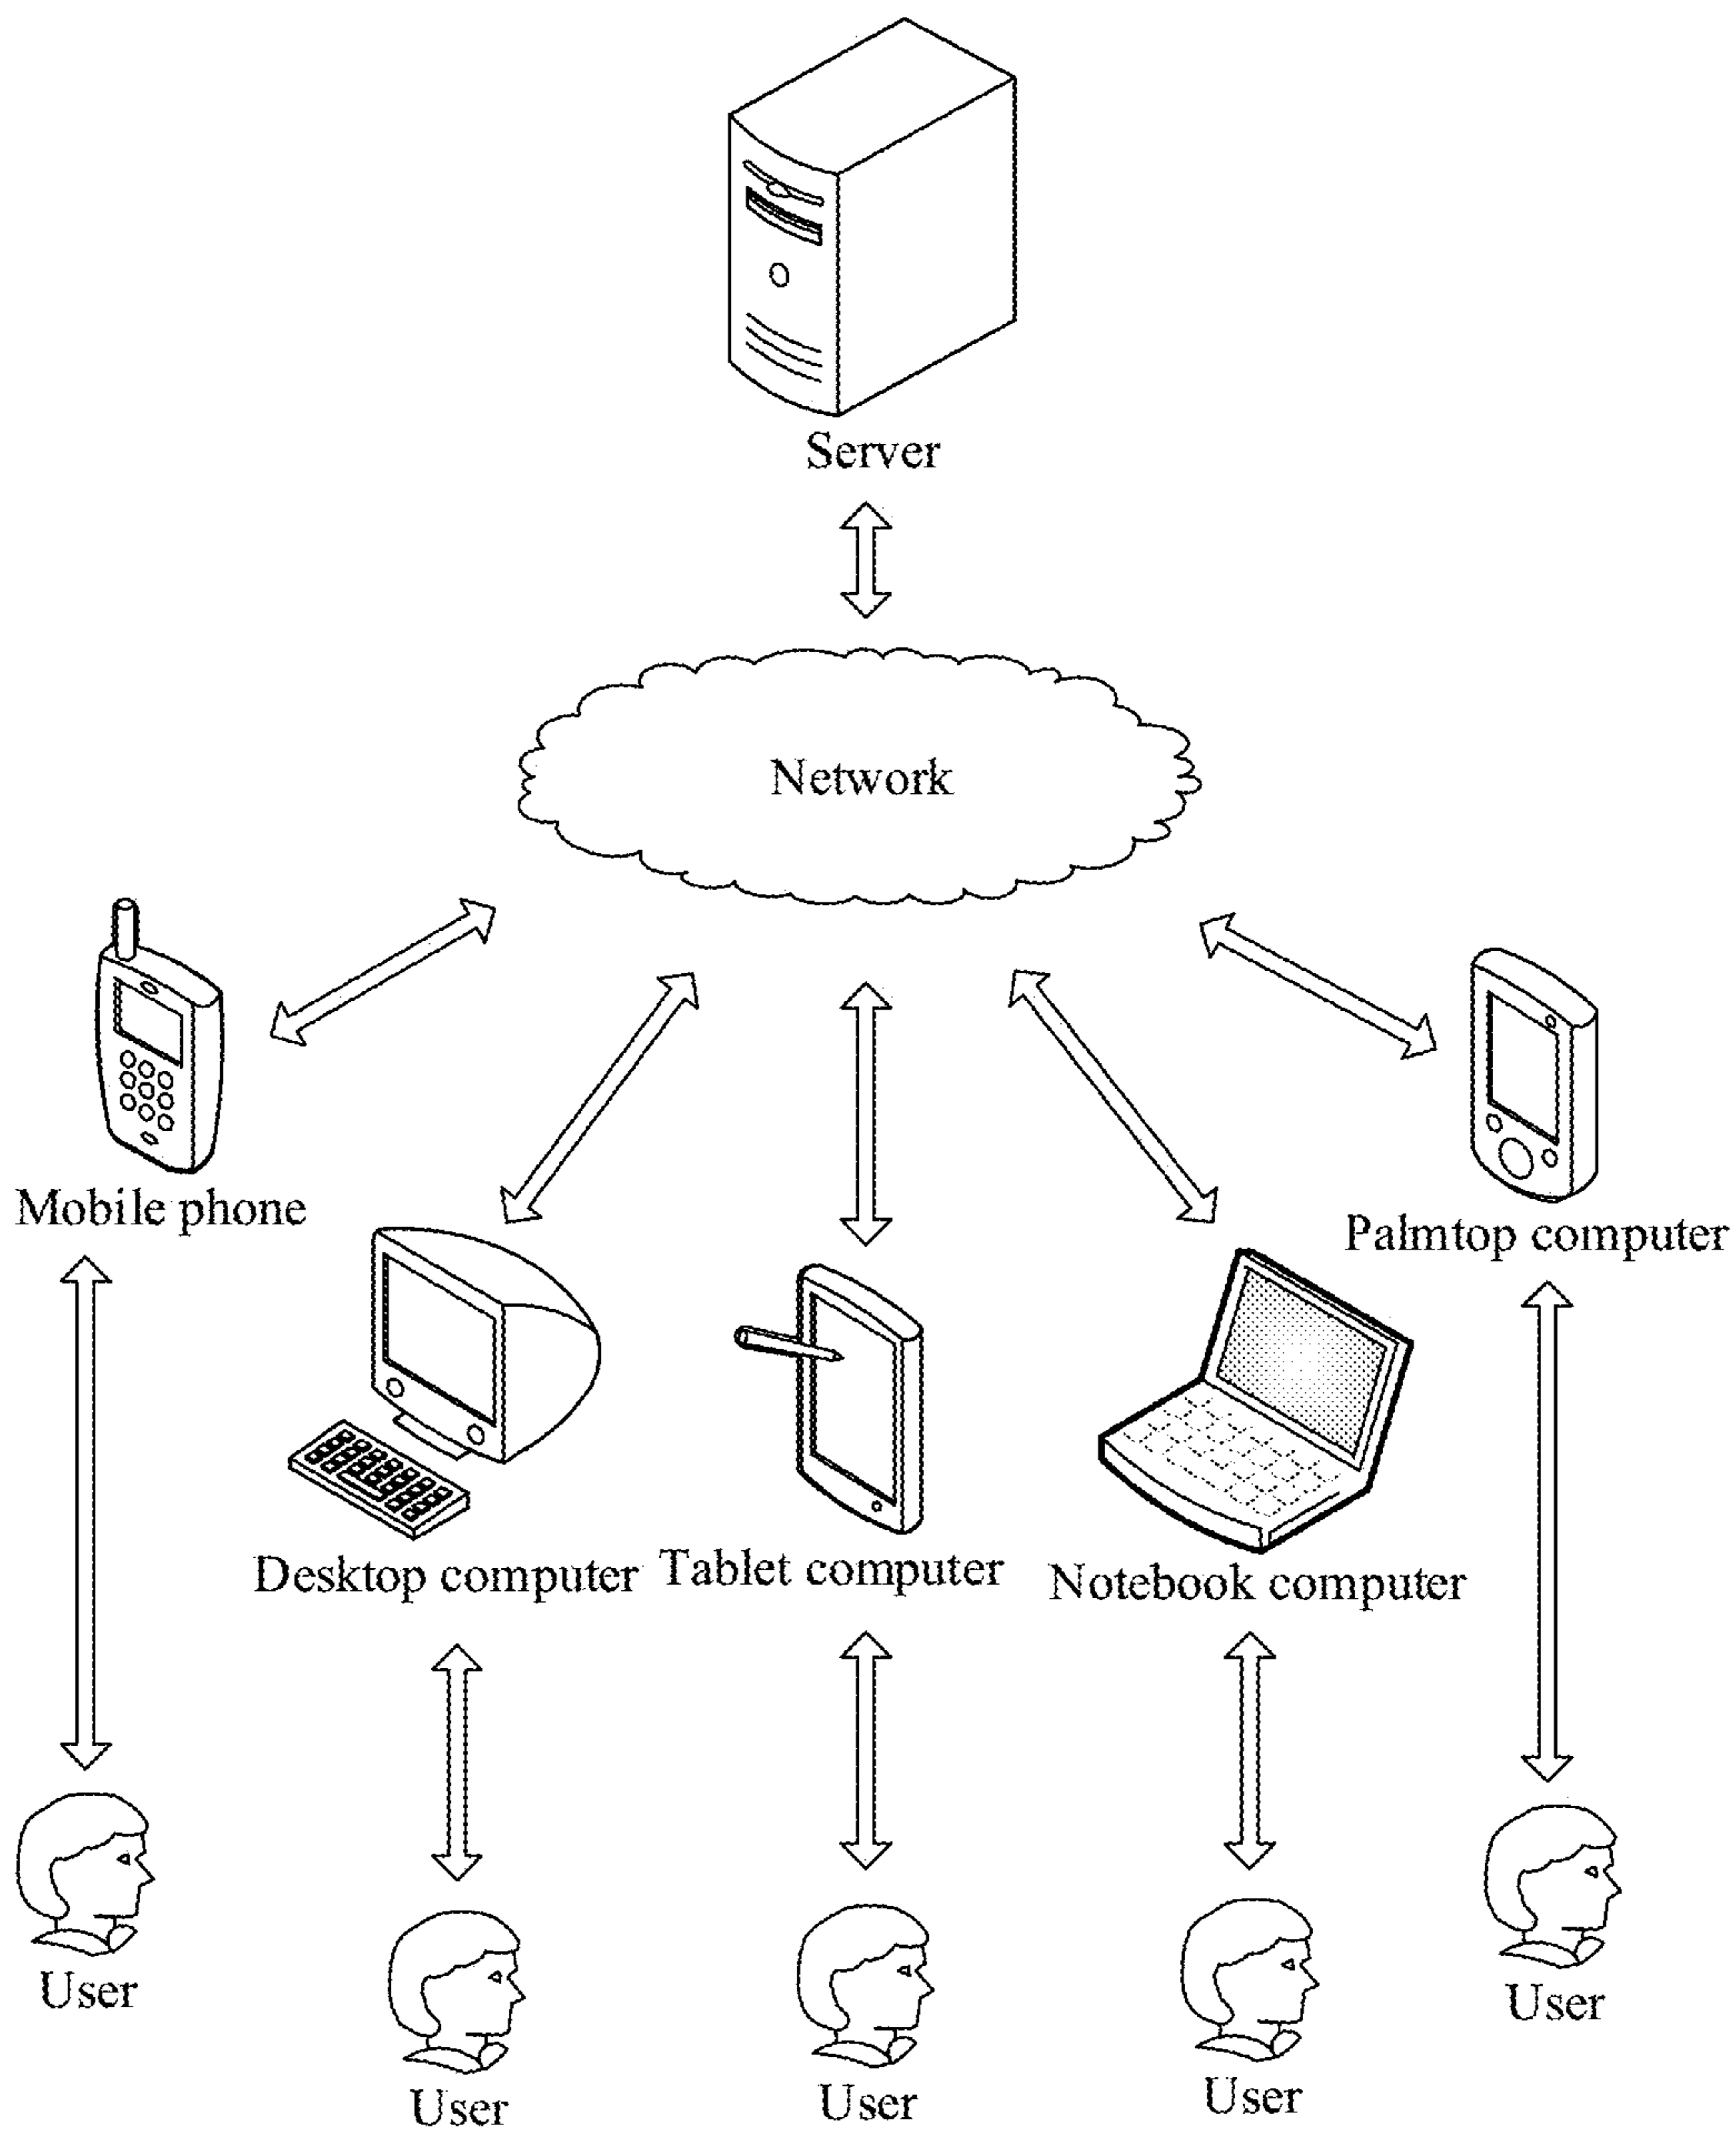 Server
Network
Mobile phone
Palmtop computer
Desktop computer
Tablet computer
Notebook computer
User
User
User
User
User